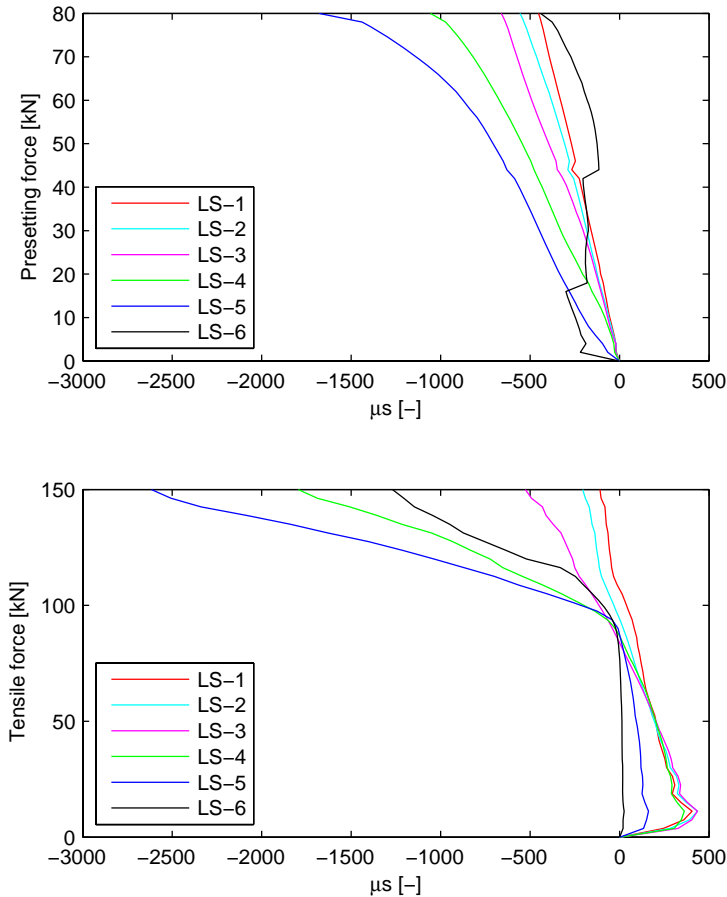 80
70
60
50
40
30
20
10
0
Presetting force [kN]
LS−1
LS−2
LS−3
LS−4
LS−5
LS−6
−3000 −2500 −2000 −1500 −1000 −500 0 500
μs [−]
150
100
50
0
Tensile force [kN]
LS−1
LS−2
LS−3
LS−4
LS−5
LS−6
−3000 −2500 −2000 −1500 −1000 −500 0 500
μs [−]